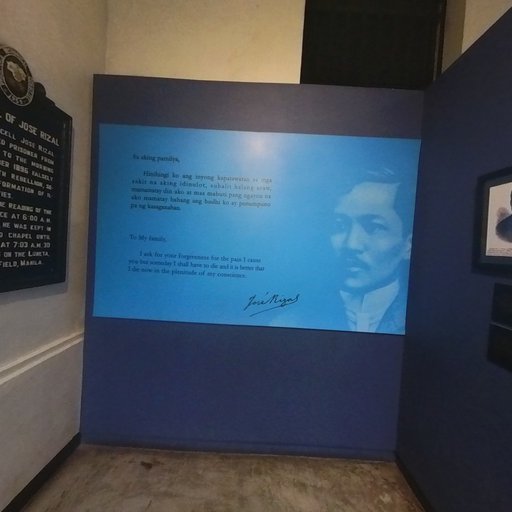 L OF JOSE RIZAL
CELL JOSE RIZAL
PRISONER FROM
TO THE MORNING
1896 FALSELY
WITH REBELLION, SE-
FORMATION OF IL-
IES
THE READING OF THE
CE AT 6:00 A.M.
HE WAS KEPT IN
CHAPEL UNTIL
AT 7:03 A.M. 30
ON THE LUNETA,
FIELD, MANILA.
Sa aking pamilya,
Hinihingi ko ang inyong kapatawaran sa mga
sakit na aking idinulot, subalit balang araw,
mamamatay din ako at mas mabuti pang ngayon na
ako mamatay habang ang budhi ko ay punumpuno
pa ng kasaganahan.
To My family,
I ask for your Forgiveness for the pain I cause
you but someday I shall have to die and it is better that
I die now in the plenitude of my conscience.
José Rizal